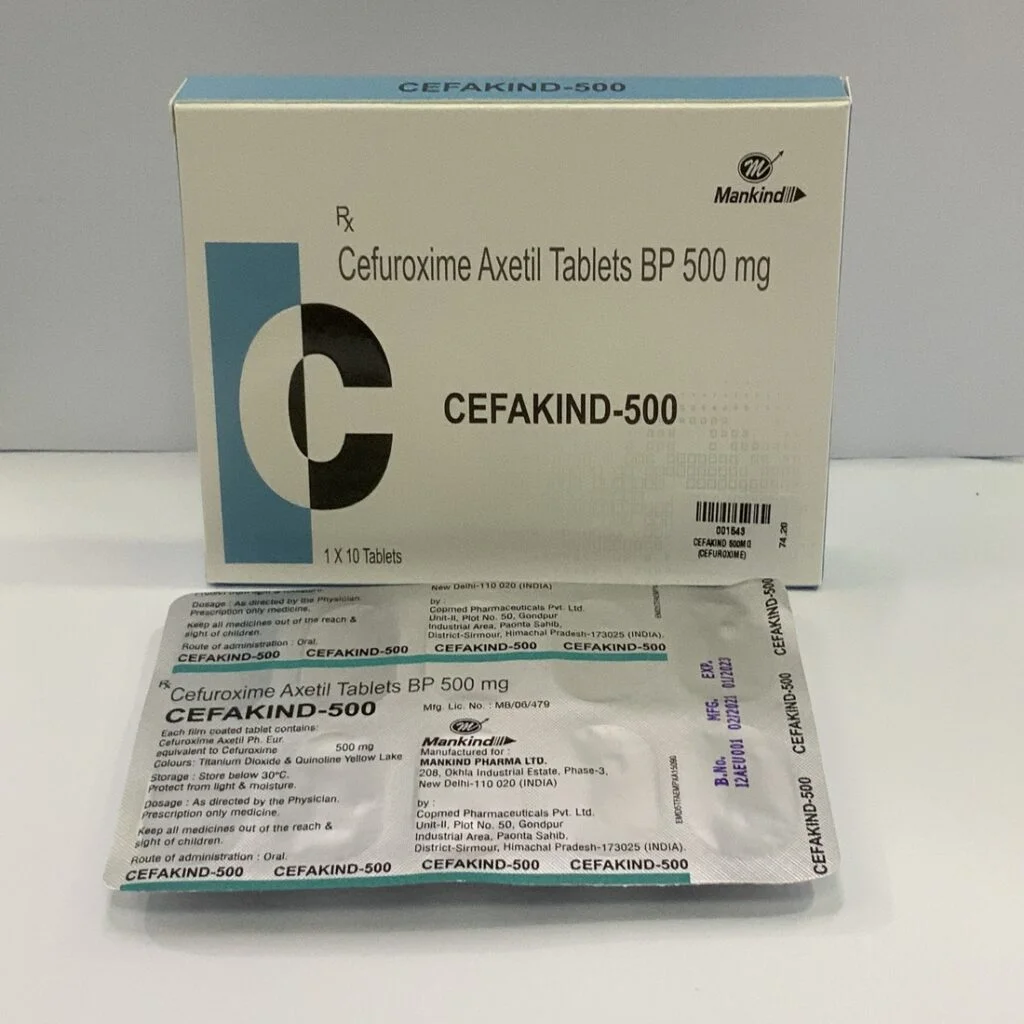 CEFAKIND-500
Mankind
Rx
Cefuroxime Axetil Tablets BP 500 mg
C
CEFAKIND-500
1 X 10 Tablets
001543
CEFAKIND 500MG
(CEFUROXIME)
74.20
New Delhi-110 020 (INDIA)
Dosage : As directed by the Physician.
Prescription only medicine.
Keep all medicines out of the reach &
sight of children.
Route of administration : Oral.
by :
Copmed Pharmaceuticals Pvt. Ltd.
Unit-II, Plot No. 50, Gondpur
Industrial Area, Paonta Sahib,
District-Sirmour, Himachal Pradesh-173025 (INDIA).
CEFAKIND-500 CEFAKIND-500 CEFAKIND-500 CEFAKIND-500
Rx Cefuroxime Axetil Tablets BP 500 mg
CEFAKIND-500
Mfg. Lic. No. : MB/06/479
Each film coated tablet contains:
Cefuroxime Axetil Ph. Eur.
equivalent to Cefuroxime 500 mg
Colours: Titanium Dioxide & Quinoline Yellow Lake
Storage : Store below 30°C.
Protect from light & moisture.
Dosage : As directed by the Physician.
Prescription only medicine.
Keep all medicines out of the reach &
sight of children.
Route of administration : Oral.
Mankind
Manufactured for :
MANKIND PHARMA LTD.
208, Okhla Industrial Estate, Phase-3,
New Delhi-110 020 (INDIA)
by :
Copmed Pharmaceuticals Pvt. Ltd.
Unit-II, Plot No. 50, Gondpur
Industrial Area, Paonta Sahib,
District-Sirmour, Himachal Pradesh-173025 (INDIA).
CEFAKIND-500 CEFAKIND-500 CEFAKIND-500 CEFAKIND-500
B.No. MFG. EXP.
12AEU001 02/2021 01/2023
CEFAKIND-500 CEFAKIND-500 CEFAKIND-500